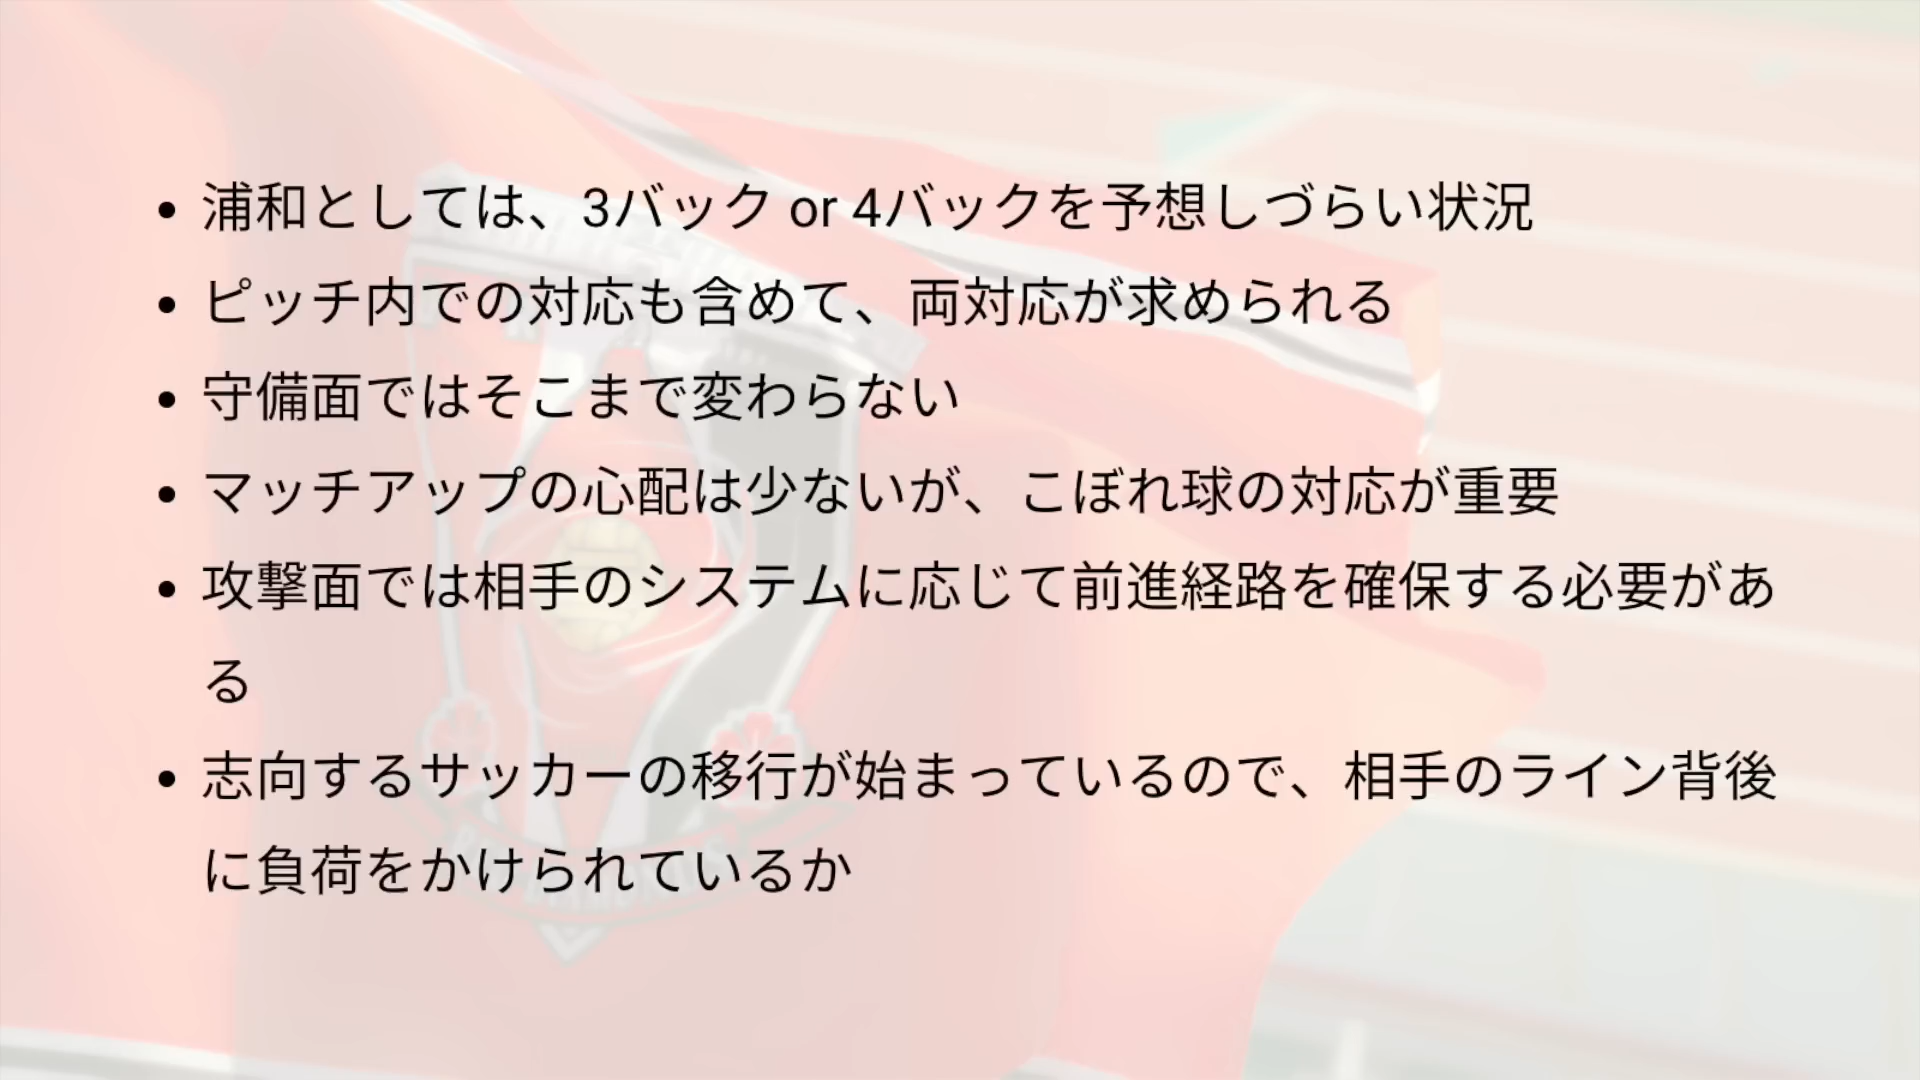 • 浦和としては、3バック or 4バックを予想しづらい状況
• ピッチ内での対応も含めて、両対応が求められる
• 守備面ではそこまで変わらない
• マッチアップの心配は少ないが、こぼれ球の対応が重要
• 攻撃面では相手のシステムに応じて前進経路を確保する必要があ
る
• 志向するサッカーの移行が始まっているので、相手のライン背後
に負荷をかけられているか